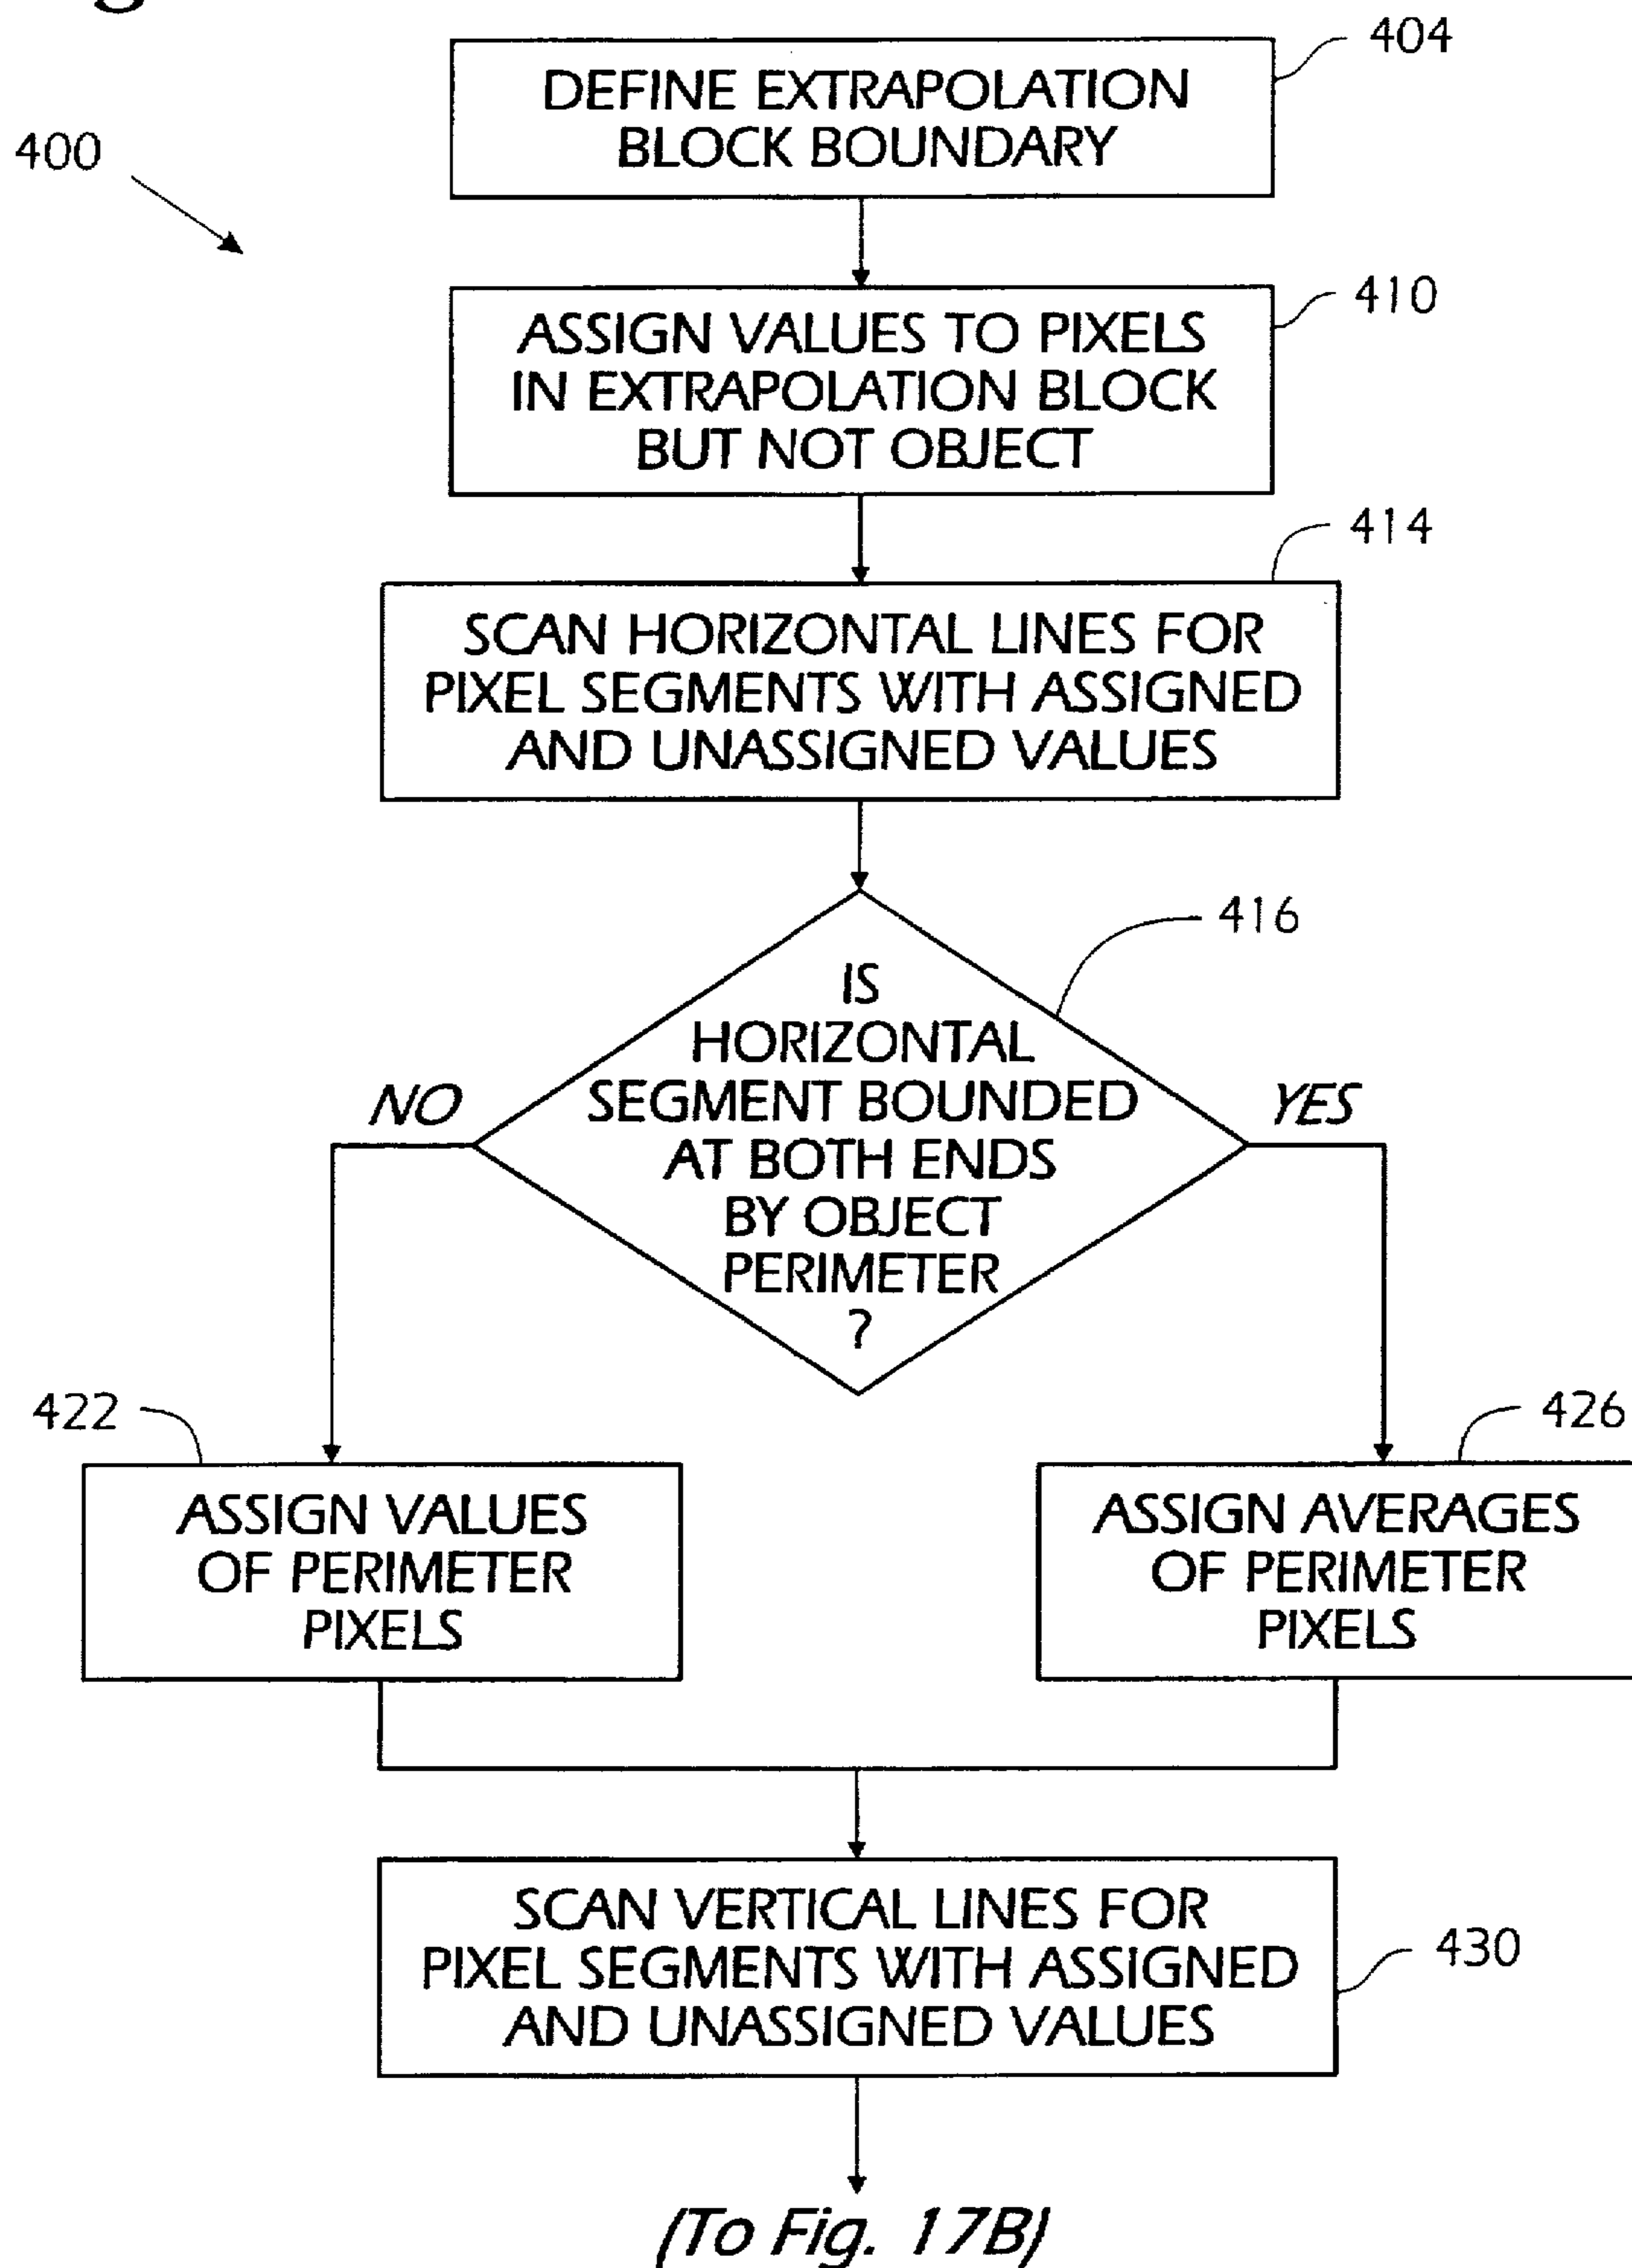 404
DEFINE EXTRAPOLATION
BLOCK BOUNDARY
400
410
ASSIGN VALUES TO PIXELS
IN EXTRAPOLATION BLOCK
BUT NOT OBJECT
414
SCAN HORIZONTAL LINES FOR
PIXEL SEGMENTS WITH ASSIGNED
AND UNASSIGNED VALUES
416
IS
HORIZONTAL
SEGMENT BOUNDED
AT BOTH ENDS
BY OBJECT
PERIMETER
?
NO
YES
422
426
ASSIGN VALUES
OF PERIMETER
PIXELS
ASSIGN AVERAGES
OF PERIMETER
PIXELS
SCAN VERTICAL LINES FOR
PIXEL SEGMENTS WITH ASSIGNED
AND UNASSIGNED VALUES
430
(To Fig. 17B)